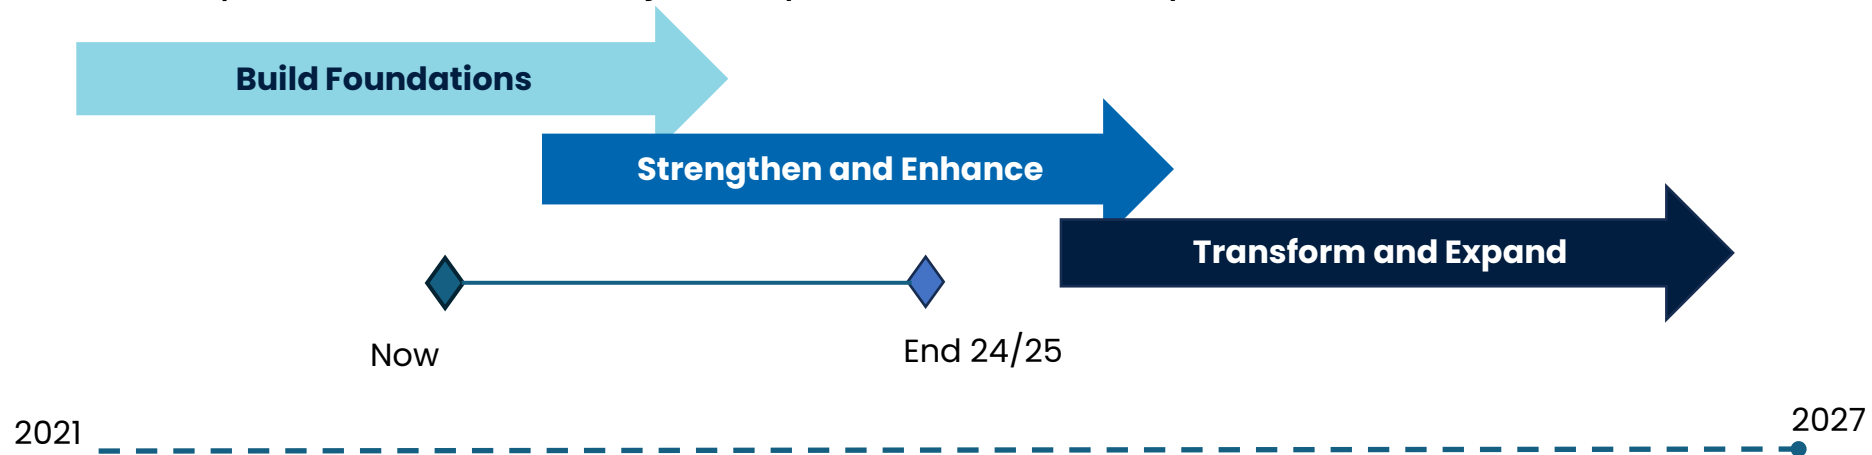 Build Foundations
Strengthen and Enhance
Transform and Expand
Now
End 24/25
2021
2027